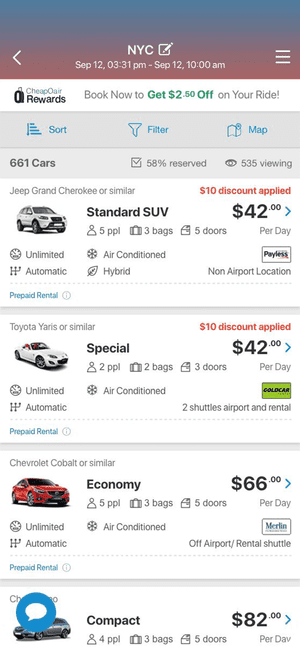 NYC
Sep 12, 03:31 pm - Sep 12, 10:00 am
CheapOair
Rewards
Book Now to Get $2.50 Off on Your Ride!
Sort
Filter
Map
661 Cars
58% reserved
535 viewing
Jeep Grand Cherokee or similar
$10 discount applied
Standard SUV
$42.00
5 ppl 3 bags 5 doors
Per Day
Unlimited
Air Conditioned
Payless
Automatic
Hybrid
Non Airport Location
Prepaid Rental
Toyota Yaris or similar
$10 discount applied
Special
$42.00
2 ppl 2 bags 3 doors
Per Day
Unlimited
Air Conditioned
GOLDCAR
Automatic
2 shuttles airport and rental
Prepaid Rental
Chevrolet Cobalt or similar
Economy
$66.00
5 ppl 3 bags 5 doors
Per Day
Unlimited
Air Conditioned
Merlin
Automatic
Off Airport/ Rental shuttle
Prepaid Rental
Compact
$82.00
4 ppl 3 bags 5 doors
Per Day